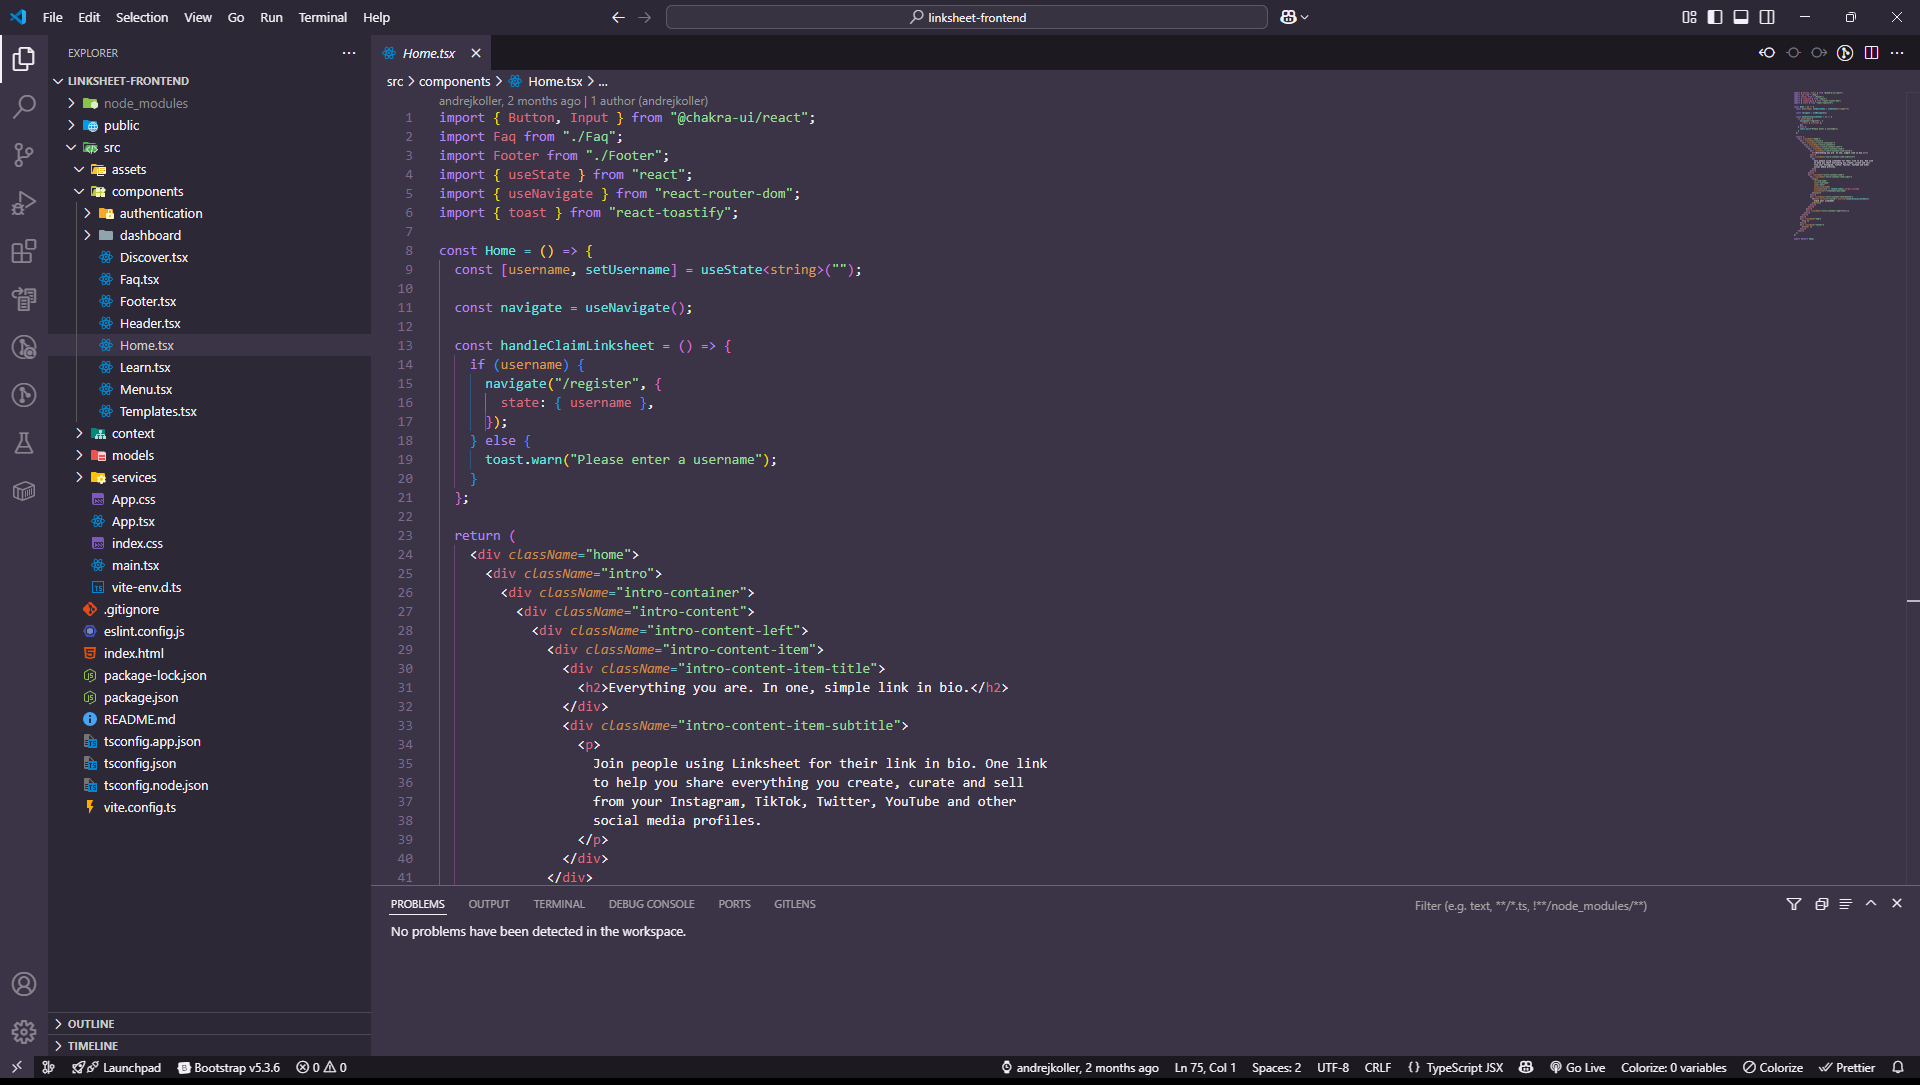 File Edit Selection View Go Run Terminal Help
linksheet-frontend
EXPLORER
LINKSHEET-FRONTEND
node_modules
public
src
assets
components
authentication
dashboard
Discover.tsx
Faq.tsx
Footer.tsx
Header.tsx
Home.tsx
Learn.tsx
Menu.tsx
Templates.tsx
context
models
services
App.css
App.tsx
index.css
main.tsx
vite-env.d.ts
.gitignore
eslint.config.js
index.html
package-lock.json
package.json
README.md
tsconfig.app.json
tsconfig.json
tsconfig.node.json
vite.config.ts
OUTLINE
TIMELINE
Home.tsx
src > components > Home.tsx > ...
andrejkoller, 2 months ago | 1 author (andrejkoller)
1 import { Button, Input } from "@chakra-ui/react";
2 import Faq from "./Faq";
3 import Footer from "./Footer";
4 import { useState } from "react";
5 import { useNavigate } from "react-router-dom";
6 import { toast } from "react-toastify";
7
8 const Home = () => {
9 const [username, setUsername] = useState<string>("");
10
11 const navigate = useNavigate();
12
13 const handleClaimLinksheet = () => {
14 if (username) {
15 navigate("/register", {
16 state: { username },
17 });
18 } else {
19 toast.warn("Please enter a username");
20 }
21 };
22
23 return (
24 <div className="home">
25 <div className="intro">
26 <div className="intro-container">
27 <div className="intro-content">
28 <div className="intro-content-left">
29 <div className="intro-content-item">
30 <div className="intro-content-item-title">
31 <h2>Everything you are. In one, simple link in bio.</h2>
32 </div>
33 <div className="intro-content-item-subtitle">
34 <p>
35 Join people using Linksheet for their link in bio. One link
36 to help you share everything you create, curate and sell
37 from your Instagram, TikTok, Twitter, YouTube and other
38 social media profiles.
39 </p>
40 </div>
41 </div>
PROBLEMS OUTPUT TERMINAL DEBUG CONSOLE PORTS GITLENS
Filter (e.g. text, **/*.ts, !**/node_modules/**)
No problems have been detected in the workspace.
Launchpad Bootstrap v5.3.6 0 0 andrejkoller, 2 months ago Ln 75, Col 1 Spaces: 2 UTF-8 CRLF {} TypeScript JSX Go Live Colorize: 0 variables Colorize Prettier